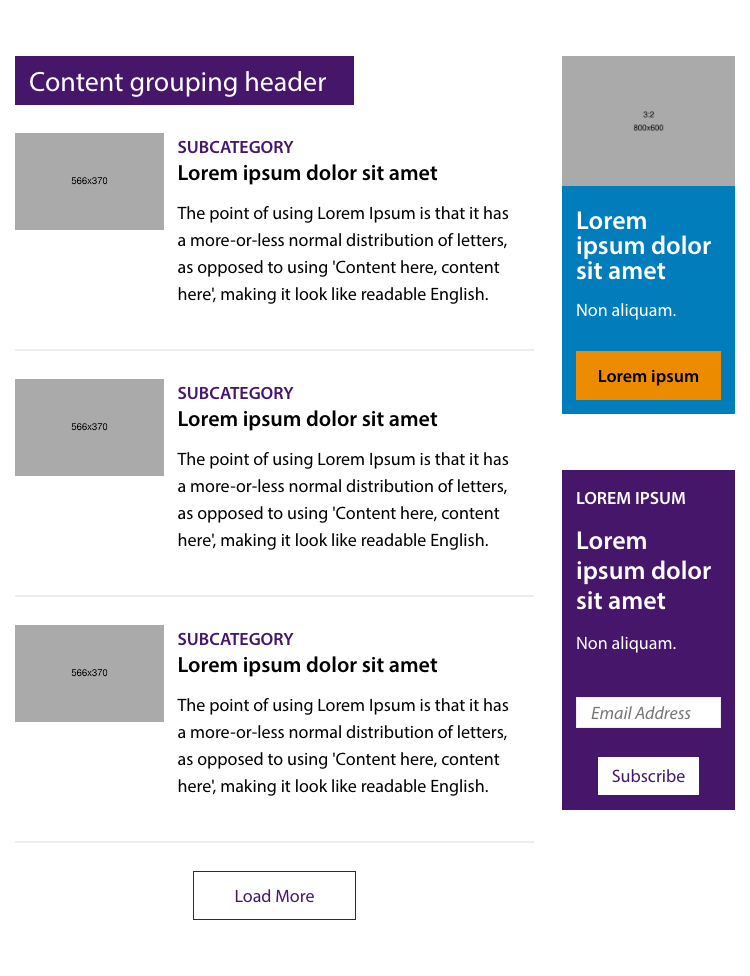 Content grouping header
566x370
SUBCATEGORY
Lorem ipsum dolor sit amet
The point of using Lorem Ipsum is that it has
a more-or-less normal distribution of letters,
as opposed to using 'Content here, content
here', making it look like readable English.
566x370
SUBCATEGORY
Lorem ipsum dolor sit amet
The point of using Lorem Ipsum is that it has
a more-or-less normal distribution of letters,
as opposed to using 'Content here, content
here', making it look like readable English.
566x370
SUBCATEGORY
Lorem ipsum dolor sit amet
The point of using Lorem Ipsum is that it has
a more-or-less normal distribution of letters,
as opposed to using 'Content here, content
here', making it look like readable English.
Load More
3:2
800x600
Lorem
ipsum dolor
sit amet
Non aliquam.
Lorem ipsum
LOREM IPSUM
Lorem
ipsum dolor
sit amet
Non aliquam.
Email Address
Subscribe